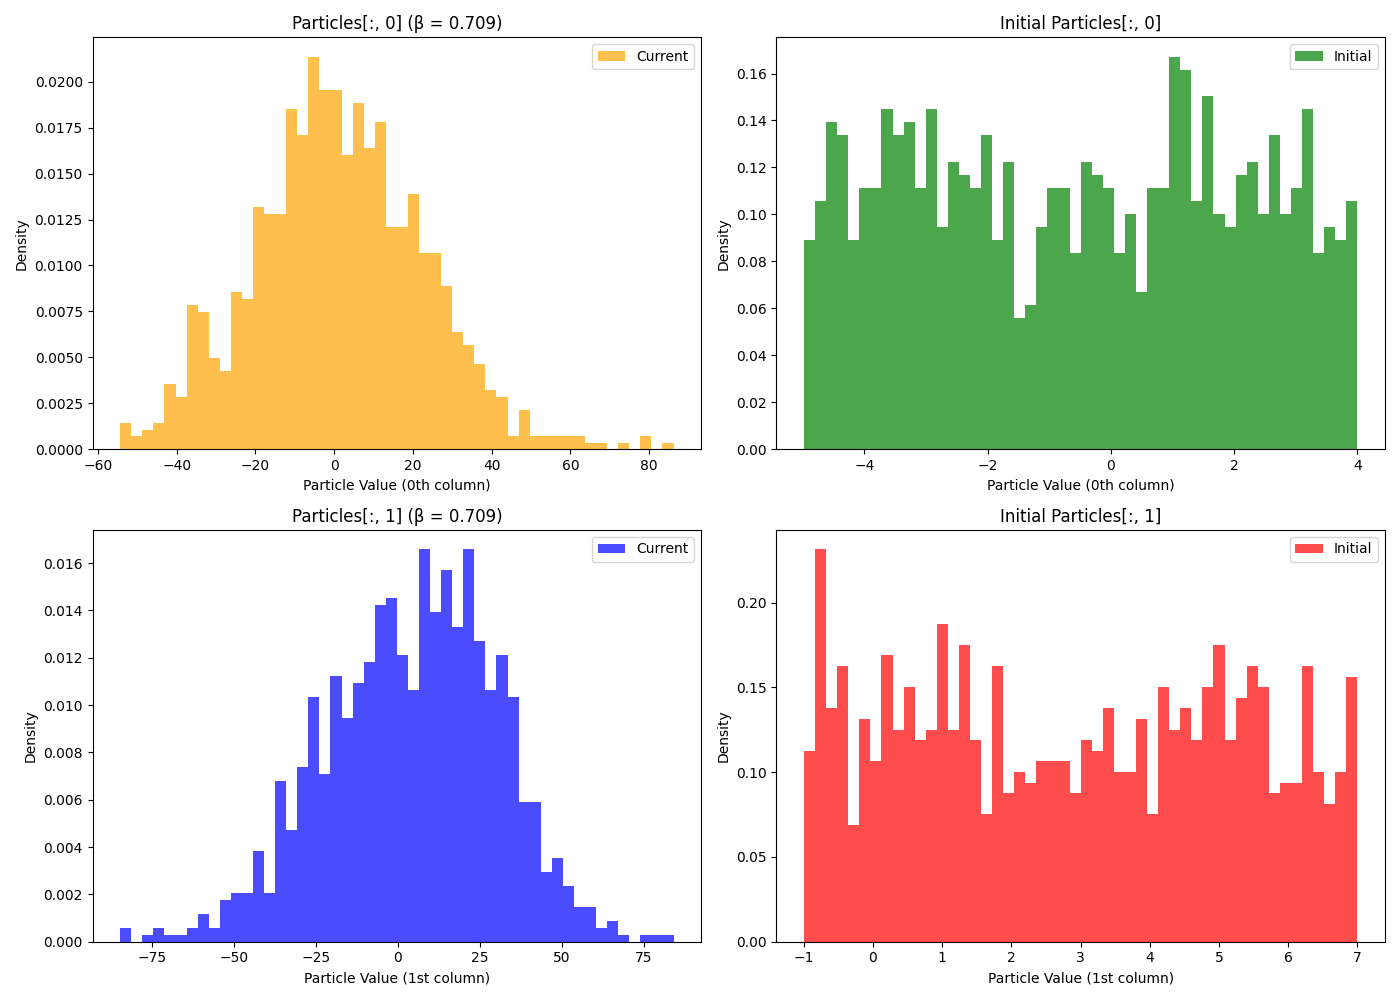 Particles[:, 0] (β = 0.709)
Current
Density
0.0200
0.0175
0.0150
0.0125
0.0100
0.0075
0.0050
0.0025
0.0000
−60 −40 −20 0 20 40 60 80
Particle Value (0th column)
Initial Particles[:, 0]
Initial
Density
0.16
0.14
0.12
0.10
0.08
0.06
0.04
0.02
0.00
−4 −2 0 2 4
Particle Value (0th column)
Particles[:, 1] (β = 0.709)
Current
Density
0.016
0.014
0.012
0.010
0.008
0.006
0.004
0.002
0.000
−75 −50 −25 0 25 50 75
Particle Value (1st column)
Initial Particles[:, 1]
Initial
Density
0.20
0.15
0.10
0.05
0.00
−1 0 1 2 3 4 5 6 7
Particle Value (1st column)